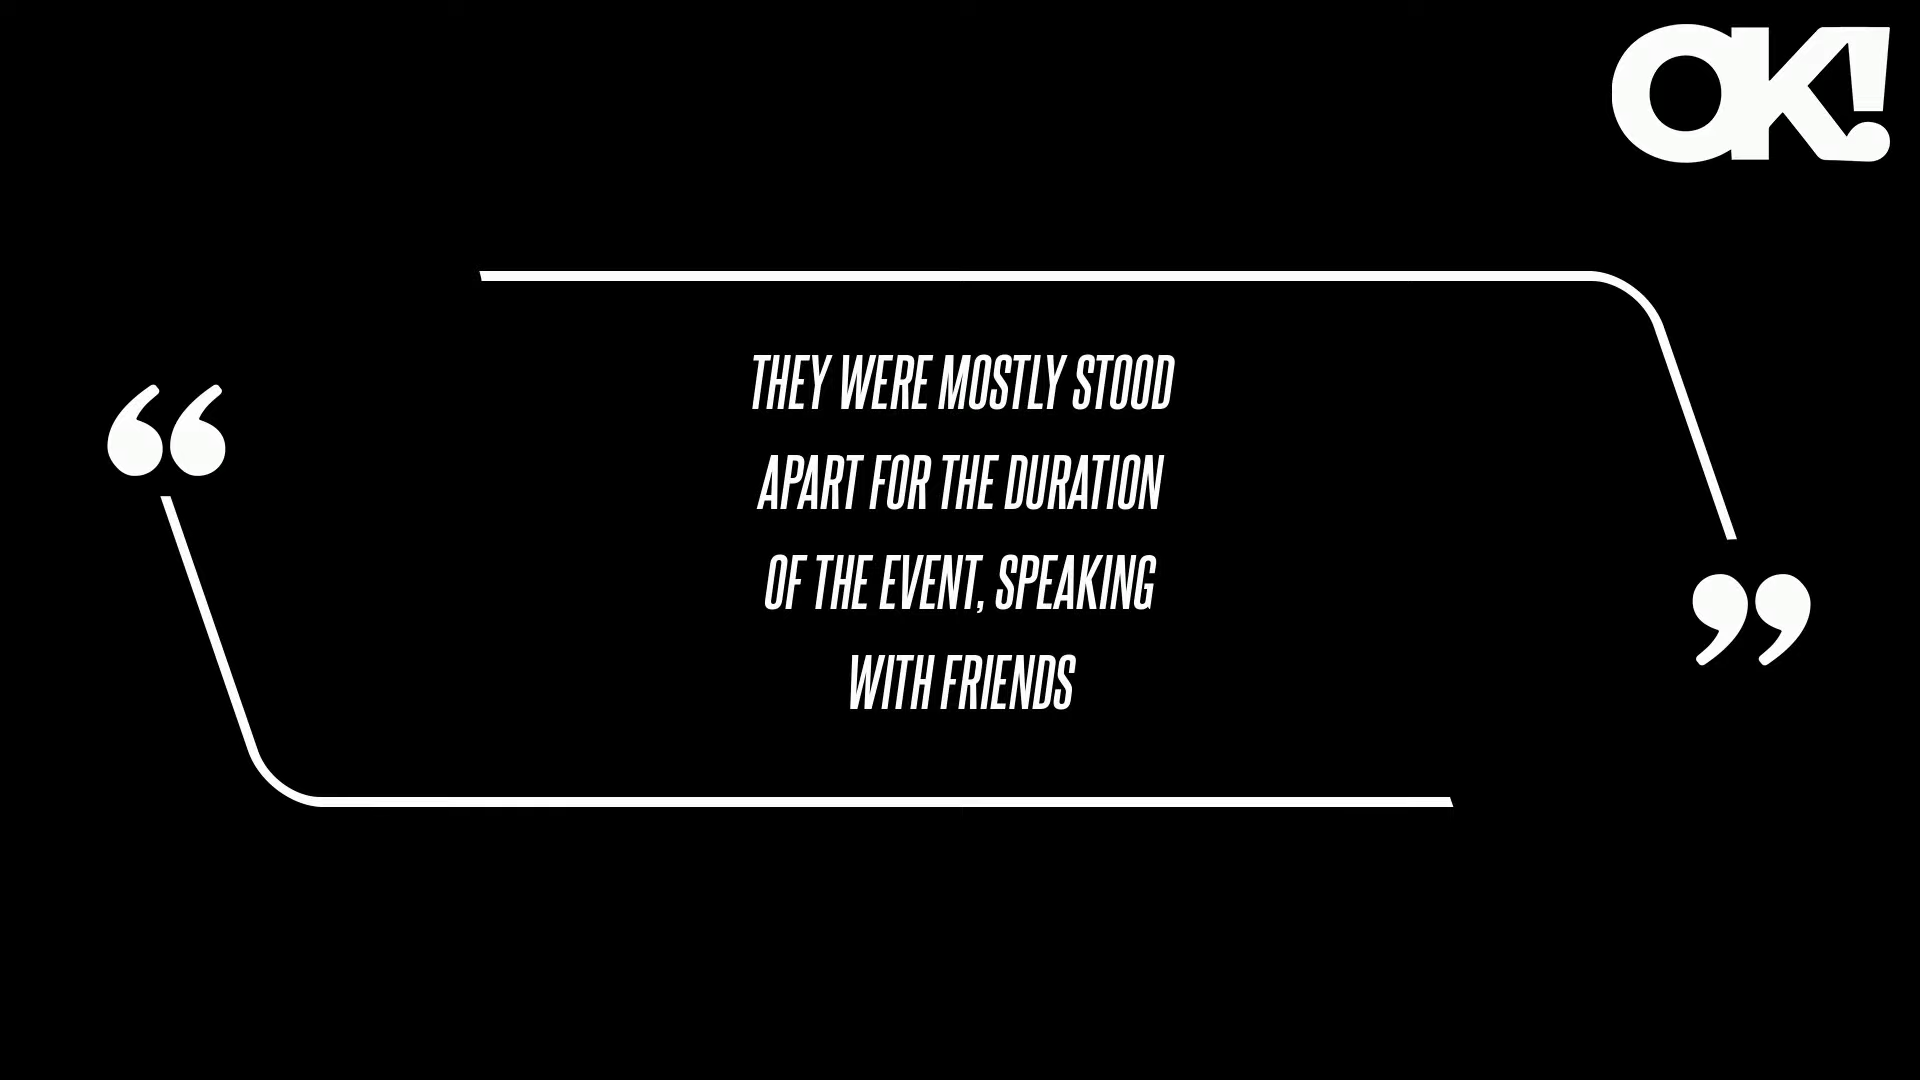 OK!
“
THEY WERE MOSTLY STOOD
APART FOR THE DURATION
OF THE EVENT, SPEAKING
WITH FRIENDS
”